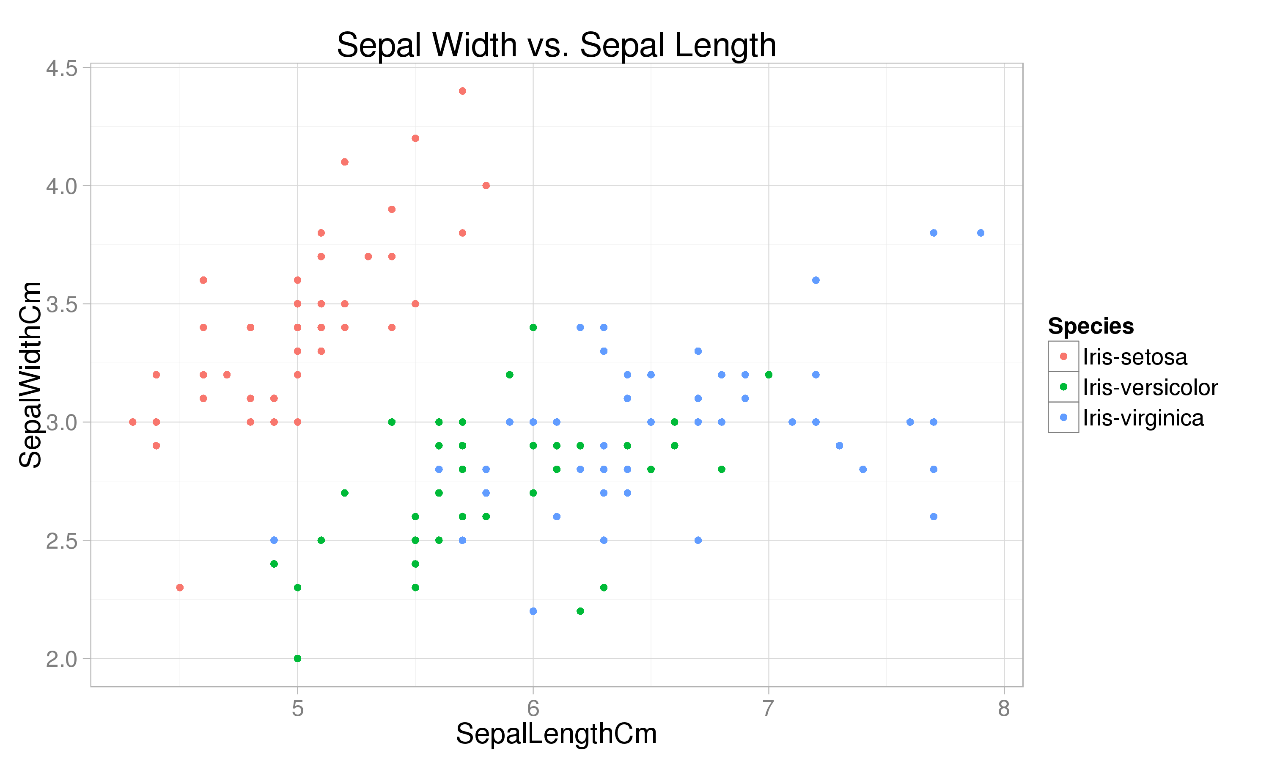 Sepal Width vs. Sepal Length
4.5
4.0
3.5
3.0
2.5
2.0
SepalWidthCm
5 6 7 8
SepalLengthCm
Species
Iris-setosa
Iris-versicolor
Iris-virginica